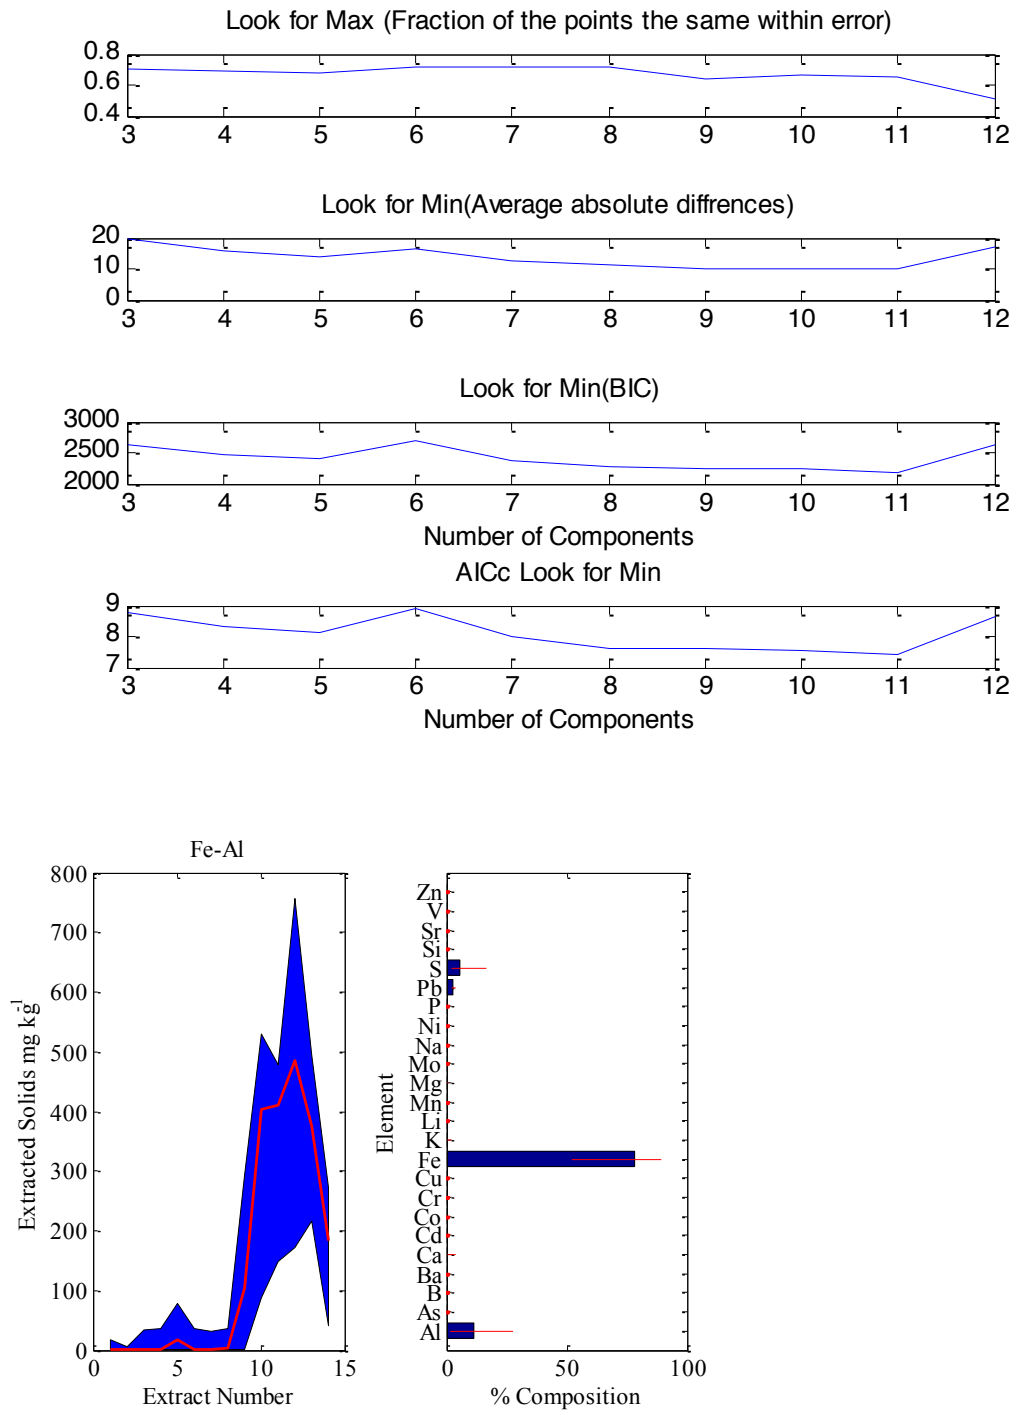 Look for Max (Fraction of the points the same within error)
0.8
0.6
0.4
3 4 5 6 7 8 9 10 11 12
Look for Min(Average absolute diffrences)
20
10
0
3 4 5 6 7 8 9 10 11 12
Look for Min(BIC)
3000
2500
2000
3 4 5 6 7 8 9 10 11 12
Number of Components
AICc Look for Min
9
8
7
3 4 5 6 7 8 9 10 11 12
Number of Components
Fe-Al
800
700
600
500
400
300
200
100
0
0 5 10 15
Extracted Solids mg kg-1
Extract Number
Zn
V
Sr
Si
S
Pb
P
Ni
Na
Mo
Mg
Mn
Li
K
Fe
Cu
Cr
Co
Cd
Ca
Ba
B
As
Al
Element
0 50 100
% Composition